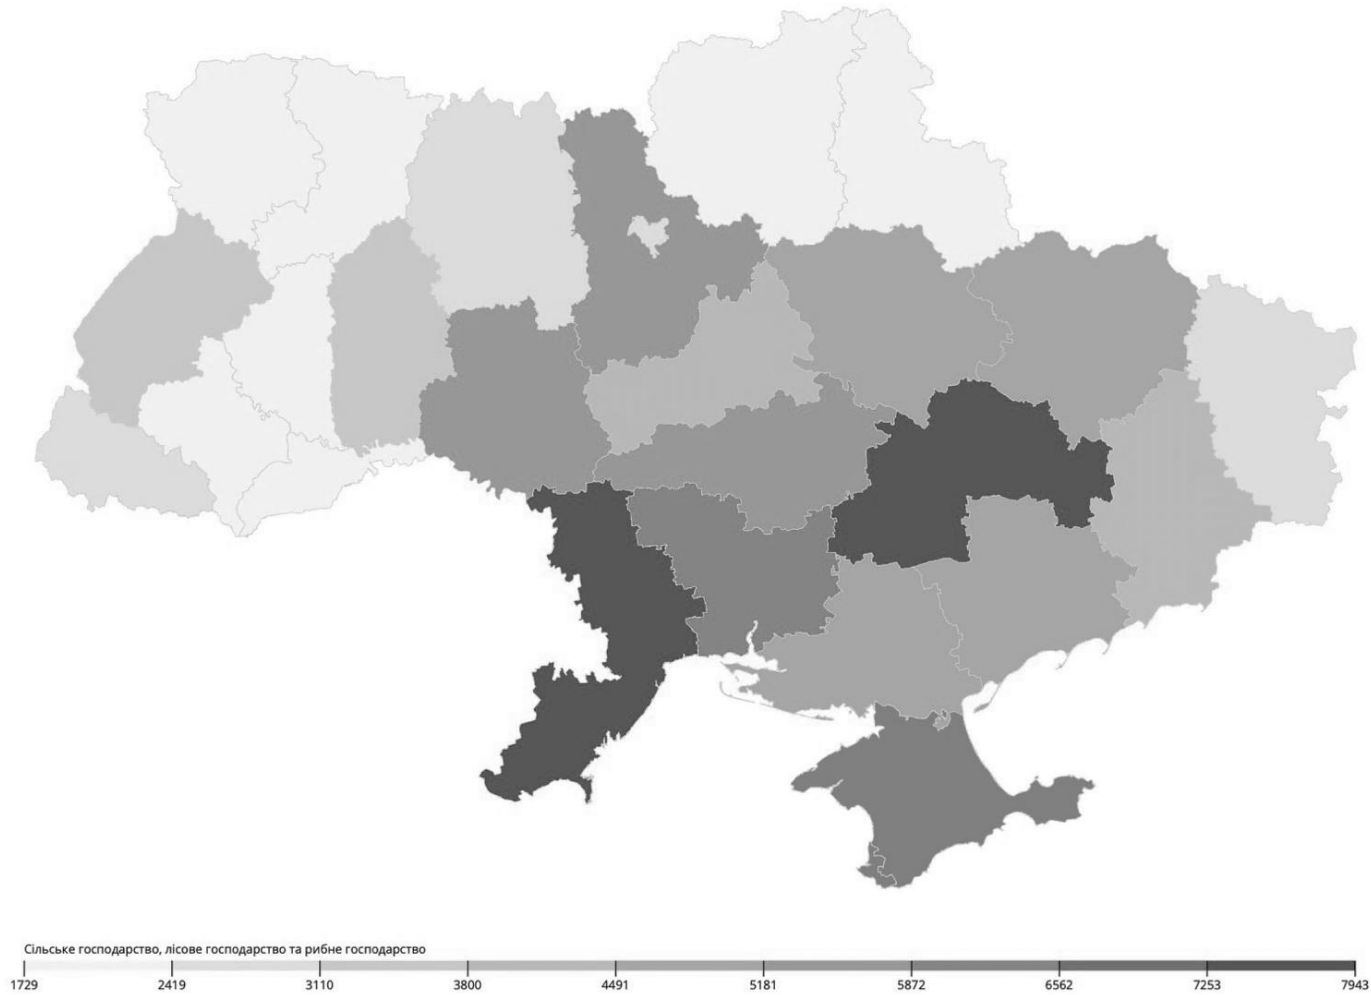 Сільське господарство, лісове господарство та рибне господарство
1729 2419 3110 3800 4491 5181 5872 6562 7253 7943